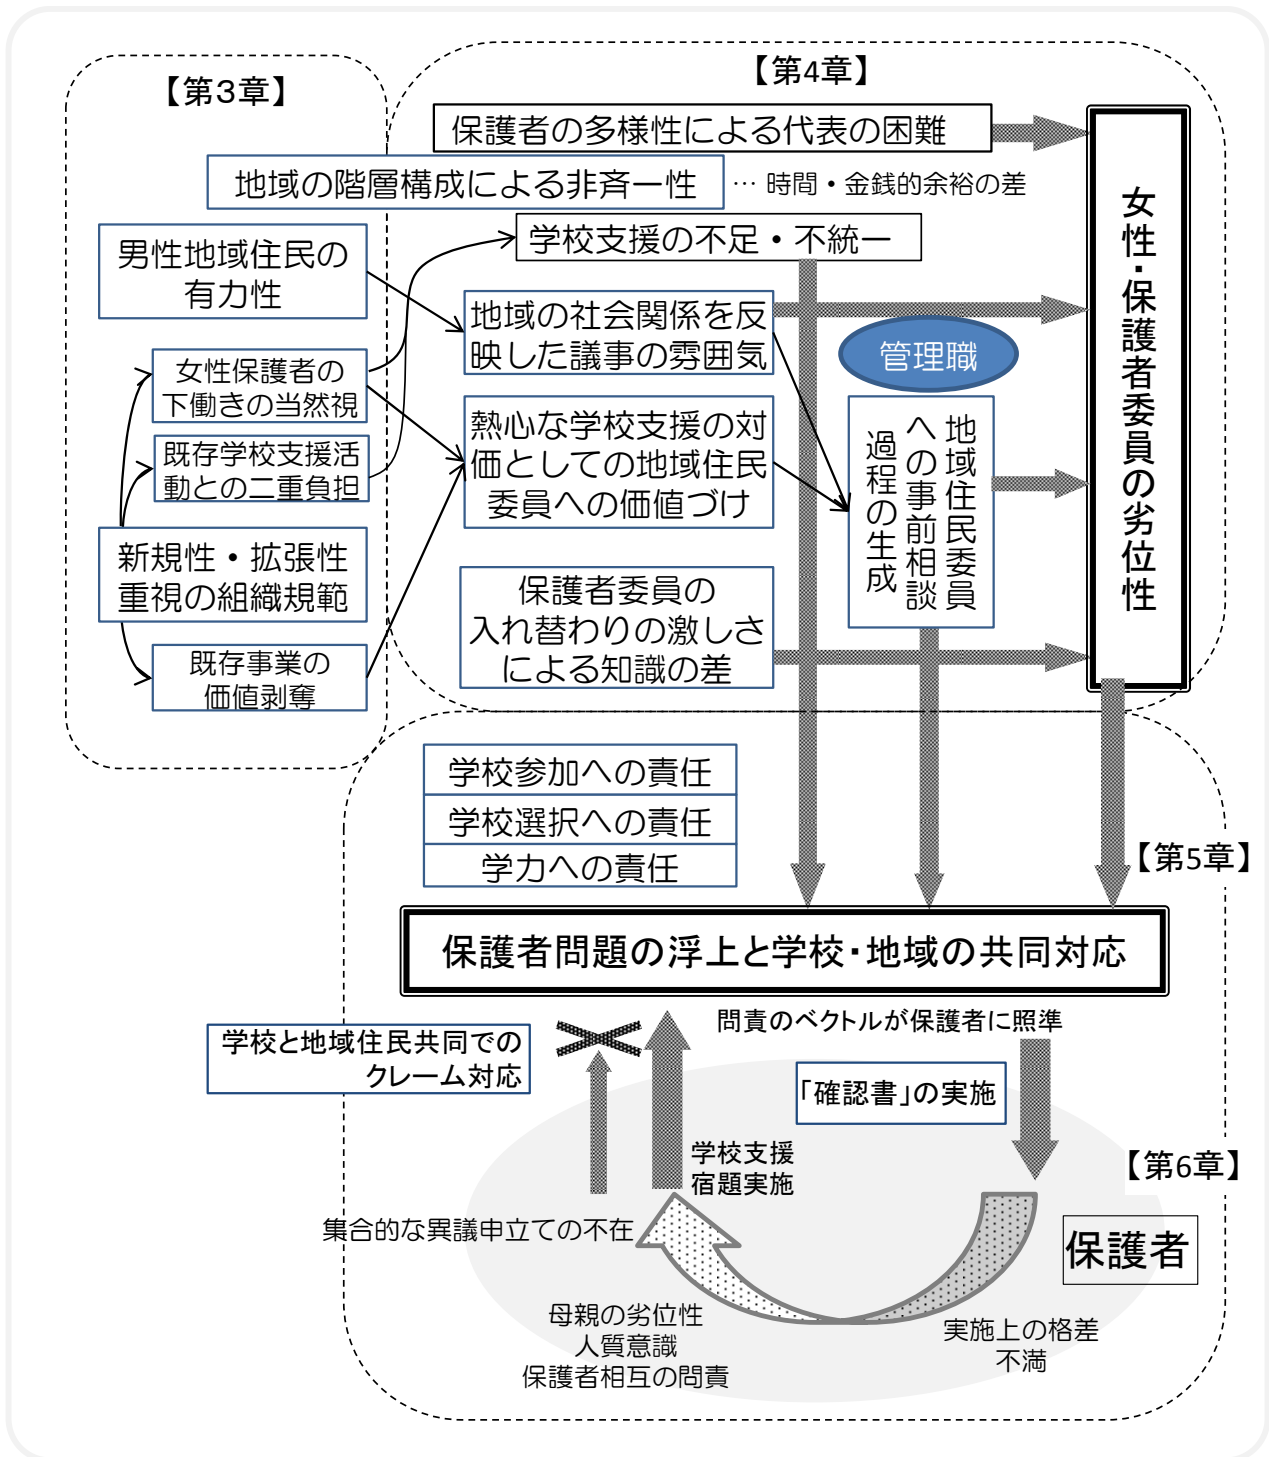 【第３章】
【第4章】
保護者の多様性による代表の困難
地域の階層構成による非斉一性
… 時間・金銭的余裕の差
学校支援の不足・不統一
男性地域住民の
有力性
地域の社会関係を反
映した議事の雰囲気
管理職
女性保護者の
下働きの当然視
既存学校支援活
動との二重負担
熱心な学校支援の対
価としての地域住民
委員への価値づけ
地域住民委員
への事前相談
過程の生成
新規性・拡張性
重視の組織規範
保護者委員の
入れ替わりの激しさ
による知識の差
既存事業の
価値剥奪
女性・保護者委員の劣位性
学校参加への責任
学校選択への責任
学力への責任
【第5章】
保護者問題の浮上と学校・地域の共同対応
学校と地域住民共同での
クレーム対応
問責のベクトルが保護者に照準
「確認書」の実施
学校支援
宿題実施
【第6章】
集合的な異議申立ての不在
保護者
母親の劣位性
人質意識
保護者相互の問責
実施上の格差
不満